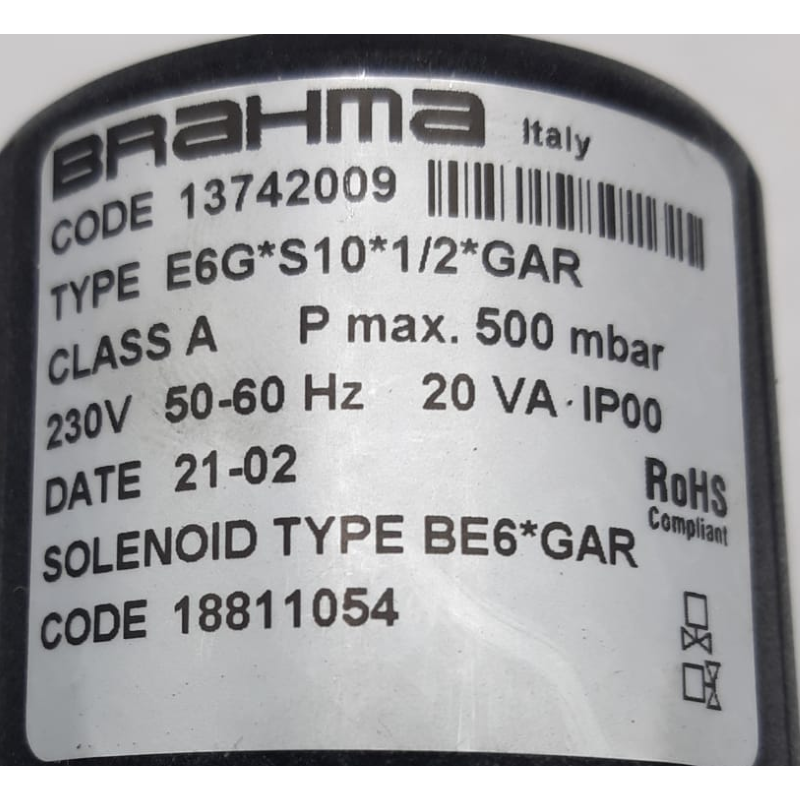 BRAHMA Italy
CODE 13742009
TYPE E6G*S10*1/2*GAR
CLASS A P max. 500 mbar
230V 50-60 Hz 20 VA · IP00
DATE 21-02
RoHS
Compliant
SOLENOID TYPE BE6*GAR
CODE 18811054